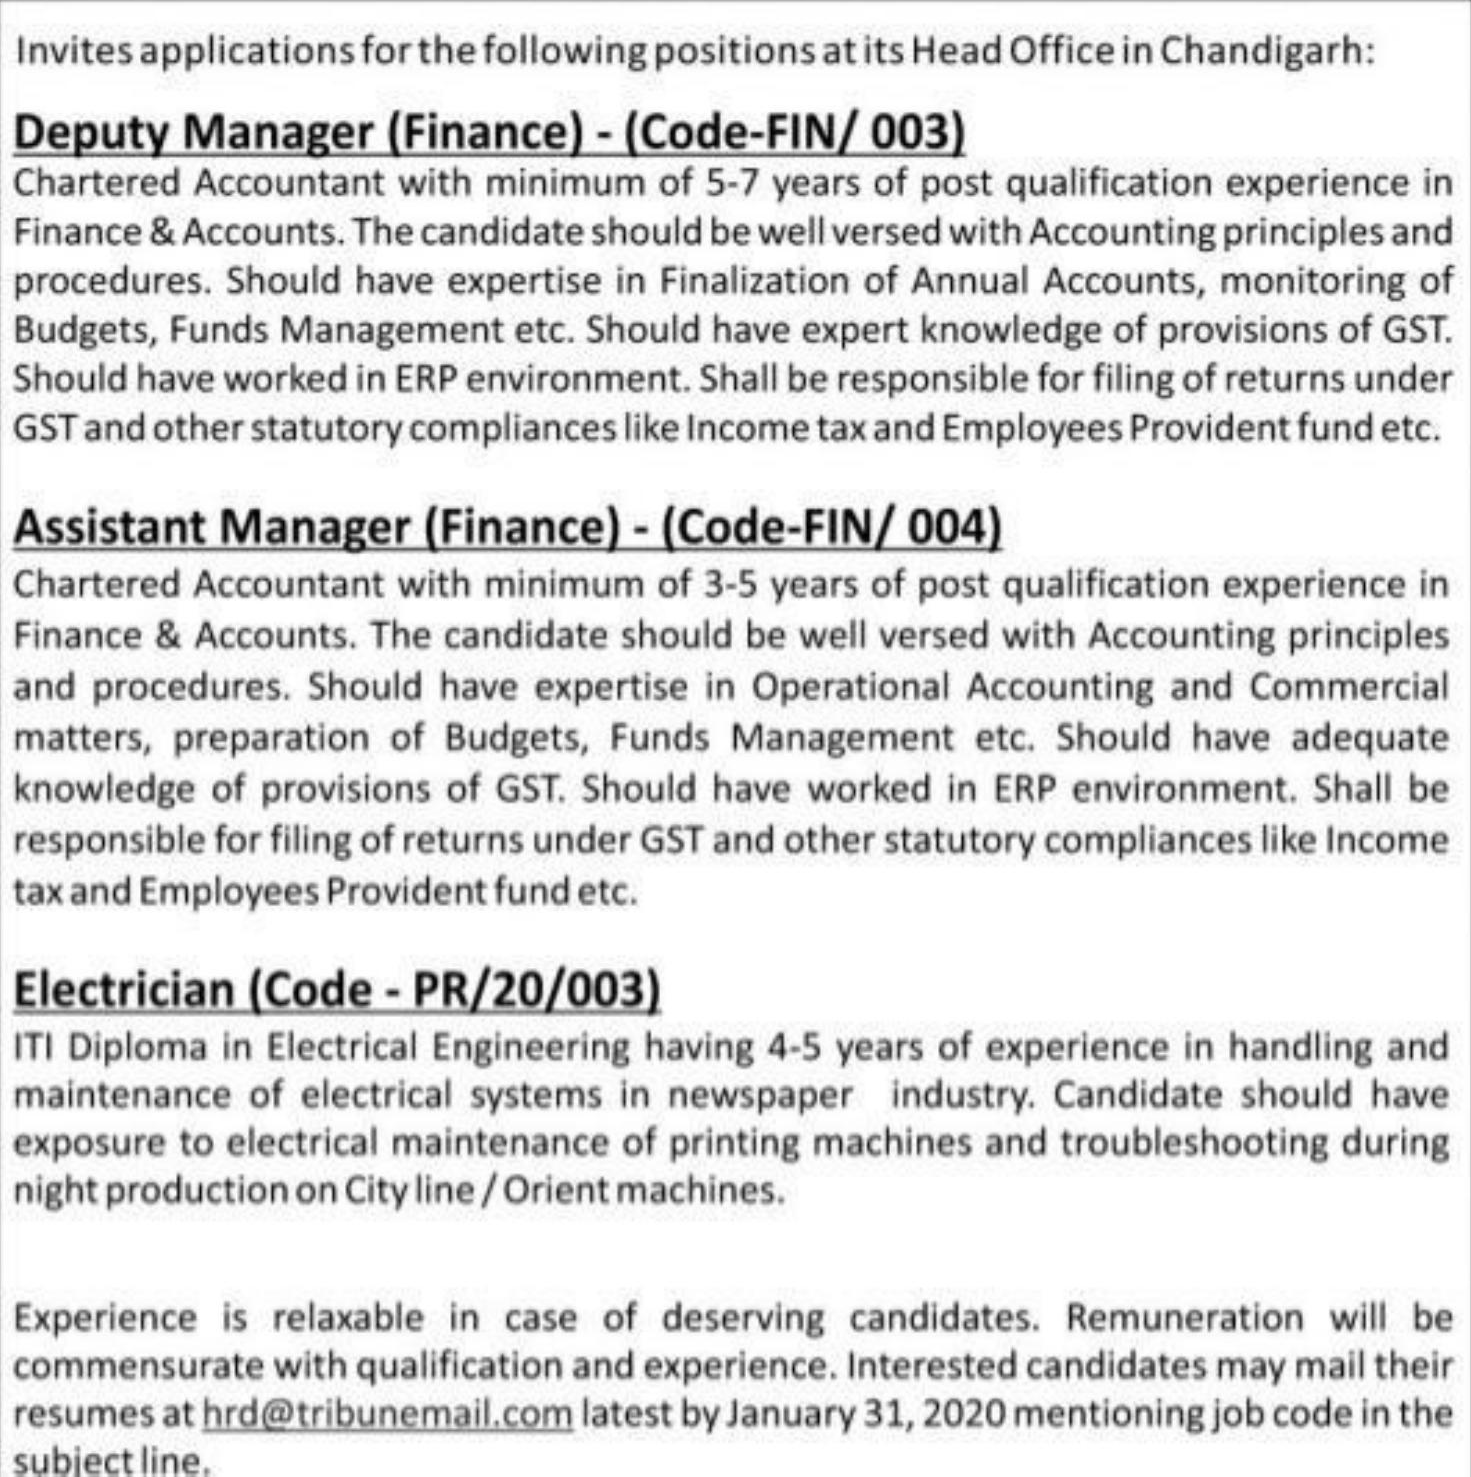 Invites applications for the following positions at its Head Office in Chandigarh:
Deputy Manager (Finance) - (Code-FIN/ 003)
Chartered Accountant with minimum of 5-7 years of post qualification experience in
Finance & Accounts. The candidate should be well versed with Accounting principles and
procedures. Should have expertise in Finalization of Annual Accounts, monitoring of
Budgets, Funds Management etc. Should have expert knowledge of provisions of GST.
Should have worked in ERP environment. Shall be responsible for filing of returns under
GST and other statutory compliances like Income tax and Employees Provident fund etc.
Assistant Manager (Finance) - (Code-FIN/ 004)
Chartered Accountant with minimum of 3-5 years of post qualification experience in
Finance & Accounts. The candidate should be well versed with Accounting principles
and procedures. Should have expertise in Operational Accounting and Commercial
matters, preparation of Budgets, Funds Management etc. Should have adequate
knowledge of provisions of GST. Should have worked in ERP environment. Shall be
responsible for filing of returns under GST and other statutory compliances like Income
tax and Employees Provident fund etc.
Electrician (Code - PR/20/003)
ITI Diploma in Electrical Engineering having 4-5 years of experience in handling and
maintenance of electrical systems in newspaper industry. Candidate should have
exposure to electrical maintenance of printing machines and troubleshooting during
night production on City line / Orient machines.
Experience is relaxable in case of deserving candidates. Remuneration will be
commensurate with qualification and experience. Interested candidates may mail their
resumes at hrd@tribunemail.com latest by January 31, 2020 mentioning job code in the
subject line.